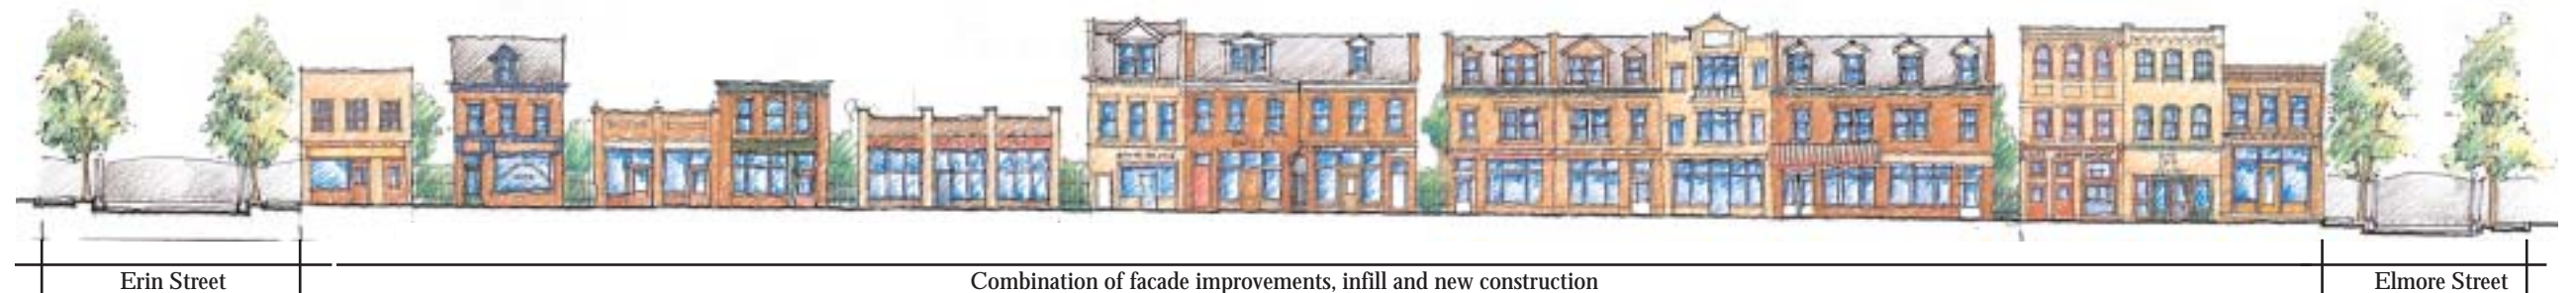 Erin Street
Combination of facade improvements, infill and new construction
Elmore Street